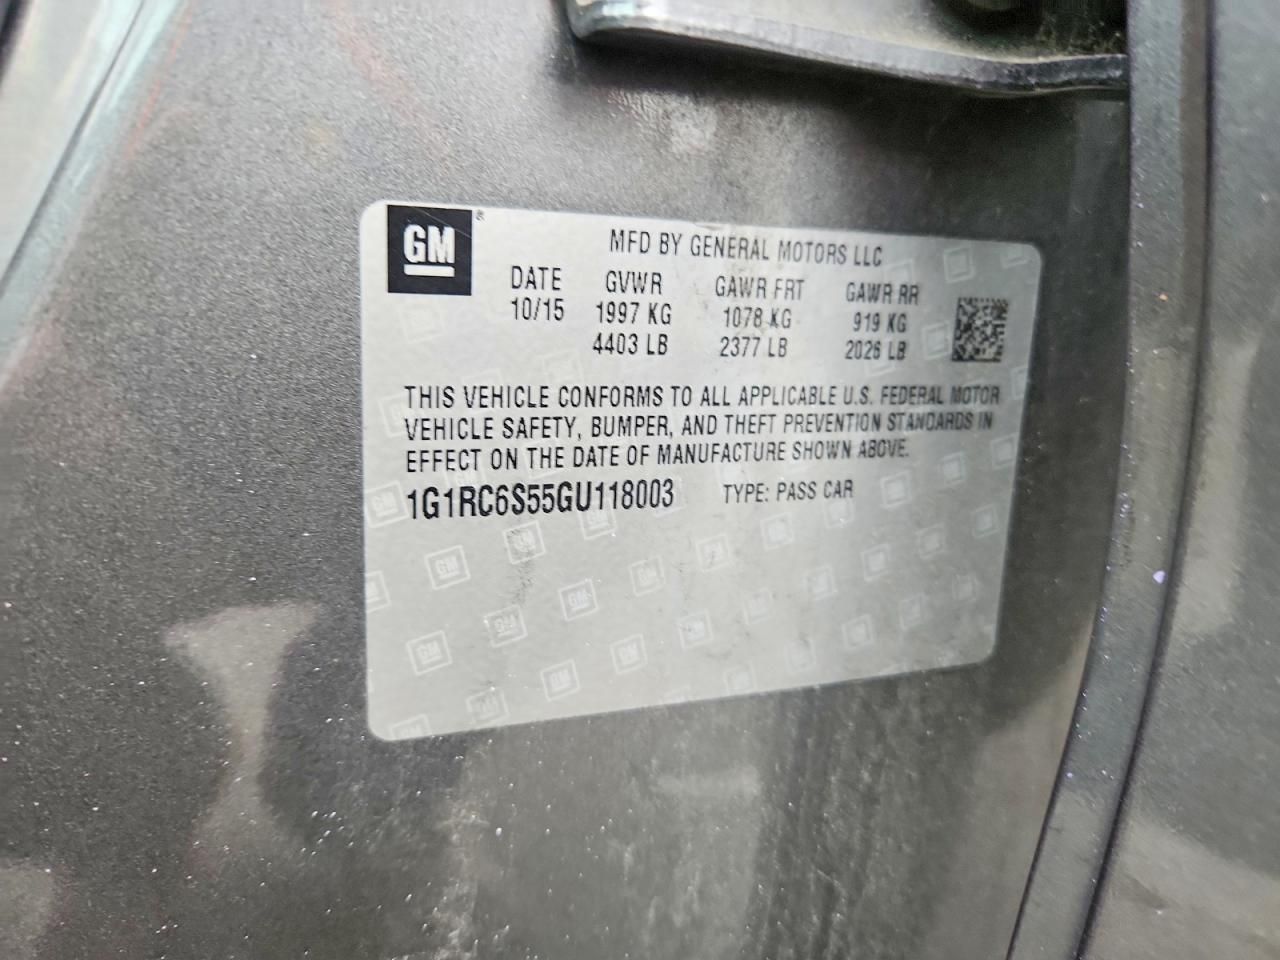 GM®
MFD BY GENERAL MOTORS LLC
DATE GVWR GAWR FRT GAWR RR
10/15 1997 KG 1078 KG 919 KG
4403 LB 2377 LB 2026 LB
THIS VEHICLE CONFORMS TO ALL APPLICABLE U.S. FEDERAL MOTOR
VEHICLE SAFETY, BUMPER, AND THEFT PREVENTION STANDARDS IN
EFFECT ON THE DATE OF MANUFACTURE SHOWN ABOVE.
1G1RC6S55GU118003 TYPE: PASS CAR